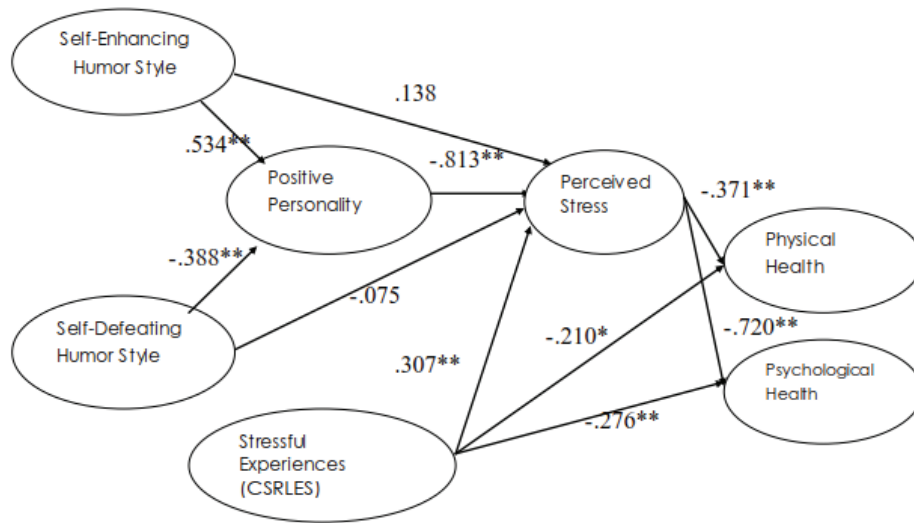 Self-Enhancing
Humor Style
.138
.534**
-.813**
Positive
Personality
Perceived
Stress
-.371**
Physical
Health
-.388**
-.075
Self-Defeating
Humor Style
-.210*
-.720**
.307**
Psychological
Health
-.276**
Stressful
Experiences
(CSRLES)